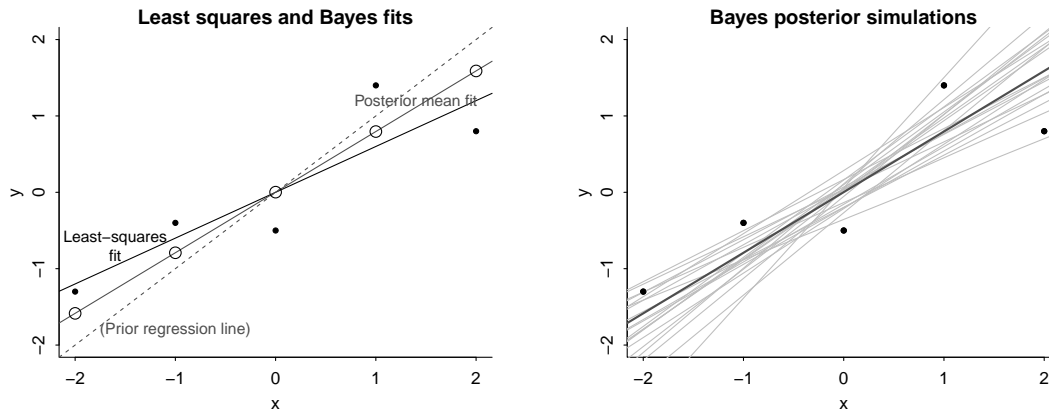 Least squares and Bayes fits
2
1
0
−1
−2
y
Posterior mean fit
Least−squares
fit
(Prior regression line)
−2 −1 0 1 2
x
Bayes posterior simulations
2
1
0
−1
−2
y
−2 −1 0 1 2
x